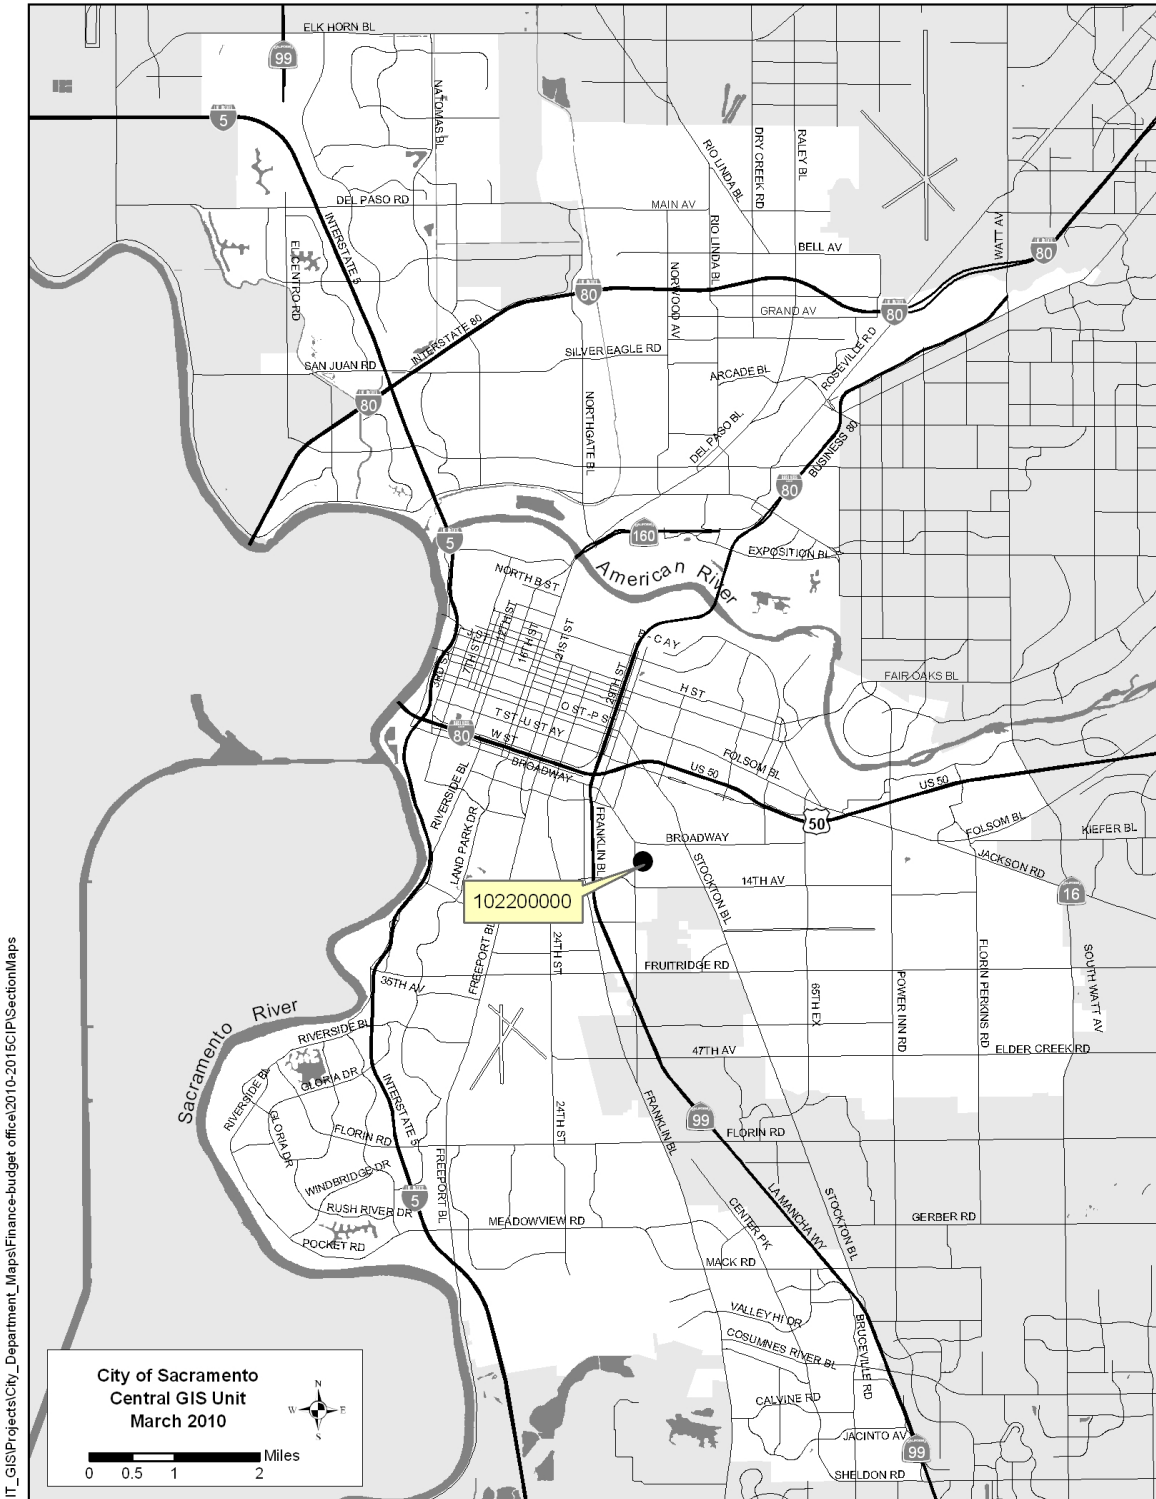 ELK HORN BL
99
5
NATOMAS BL
RIO LINDA BL
DRY CREEK RD
RALEY BL
DEL PASO RD
MAIN AV
INTERSTATE 5
EL CENTRO RD
RIO LINDA BL
BELL AV
WATT AV
80
NORWOOD AV
80
80
GRAND AV
INTERSTATE 80
SILVER EAGLE RD
ROSEVILLE RD
SAN JUAN RD
ARCADE BL
80
NORTHGATE BL
DEL PASO BL
BUSINESS 80
80
5
160
EXPOSITION BL
American River
NORTH B ST
12TH ST
16TH ST
21ST ST
7TH ST
3RD ST
29TH ST
B - C AY
FAIR OAKS BL
H ST
O ST -P S
T ST -U ST AY
W ST
80
BROADWAY
FOLSOM BL
US 50
US 50
RIVERSIDE BL
LAND PARK DR
FRANKLIN BL
50
FOLSOM BL
KIEFER BL
BROADWAY
STOCKTON BL
JACKSON RD
14TH AV
16
102200000
FREEPORT BL
24TH ST
FRUITRIDGE RD
35TH AV
65TH EX
POWER INN RD
FLORIN PERKINS RD
SOUTH WATT AV
Sacramento River
RIVERSIDE BL
47TH AV
ELDER CREEK RD
RIVERSIDE BL
GLORIA DR
INTERSTATE 5
GLORIA DR
24TH ST
FRANKLIN BL
99
FLORIN RD
FLORIN RD
FREEPORT BL
WINDBRIDGE DR
5
RUSH RIVER DR
MEADOWVIEW RD
LA MANCHA WY
STOCKTON BL
GERBER RD
CENTER PK
POCKET RD
MACK RD
VALLEY HI DR
COSUMNES RIVER BL
BRUCEVILLE RD
CALVINE RD
JACINTO AV
99
SHELDON RD
City of Sacramento
Central GIS Unit
March 2010
N
W E
S
Miles
0 0.5 1 2
IT_GIS\Projects\City_Department_Maps\Finance-budget office\2010-2015CIP\SectionMaps